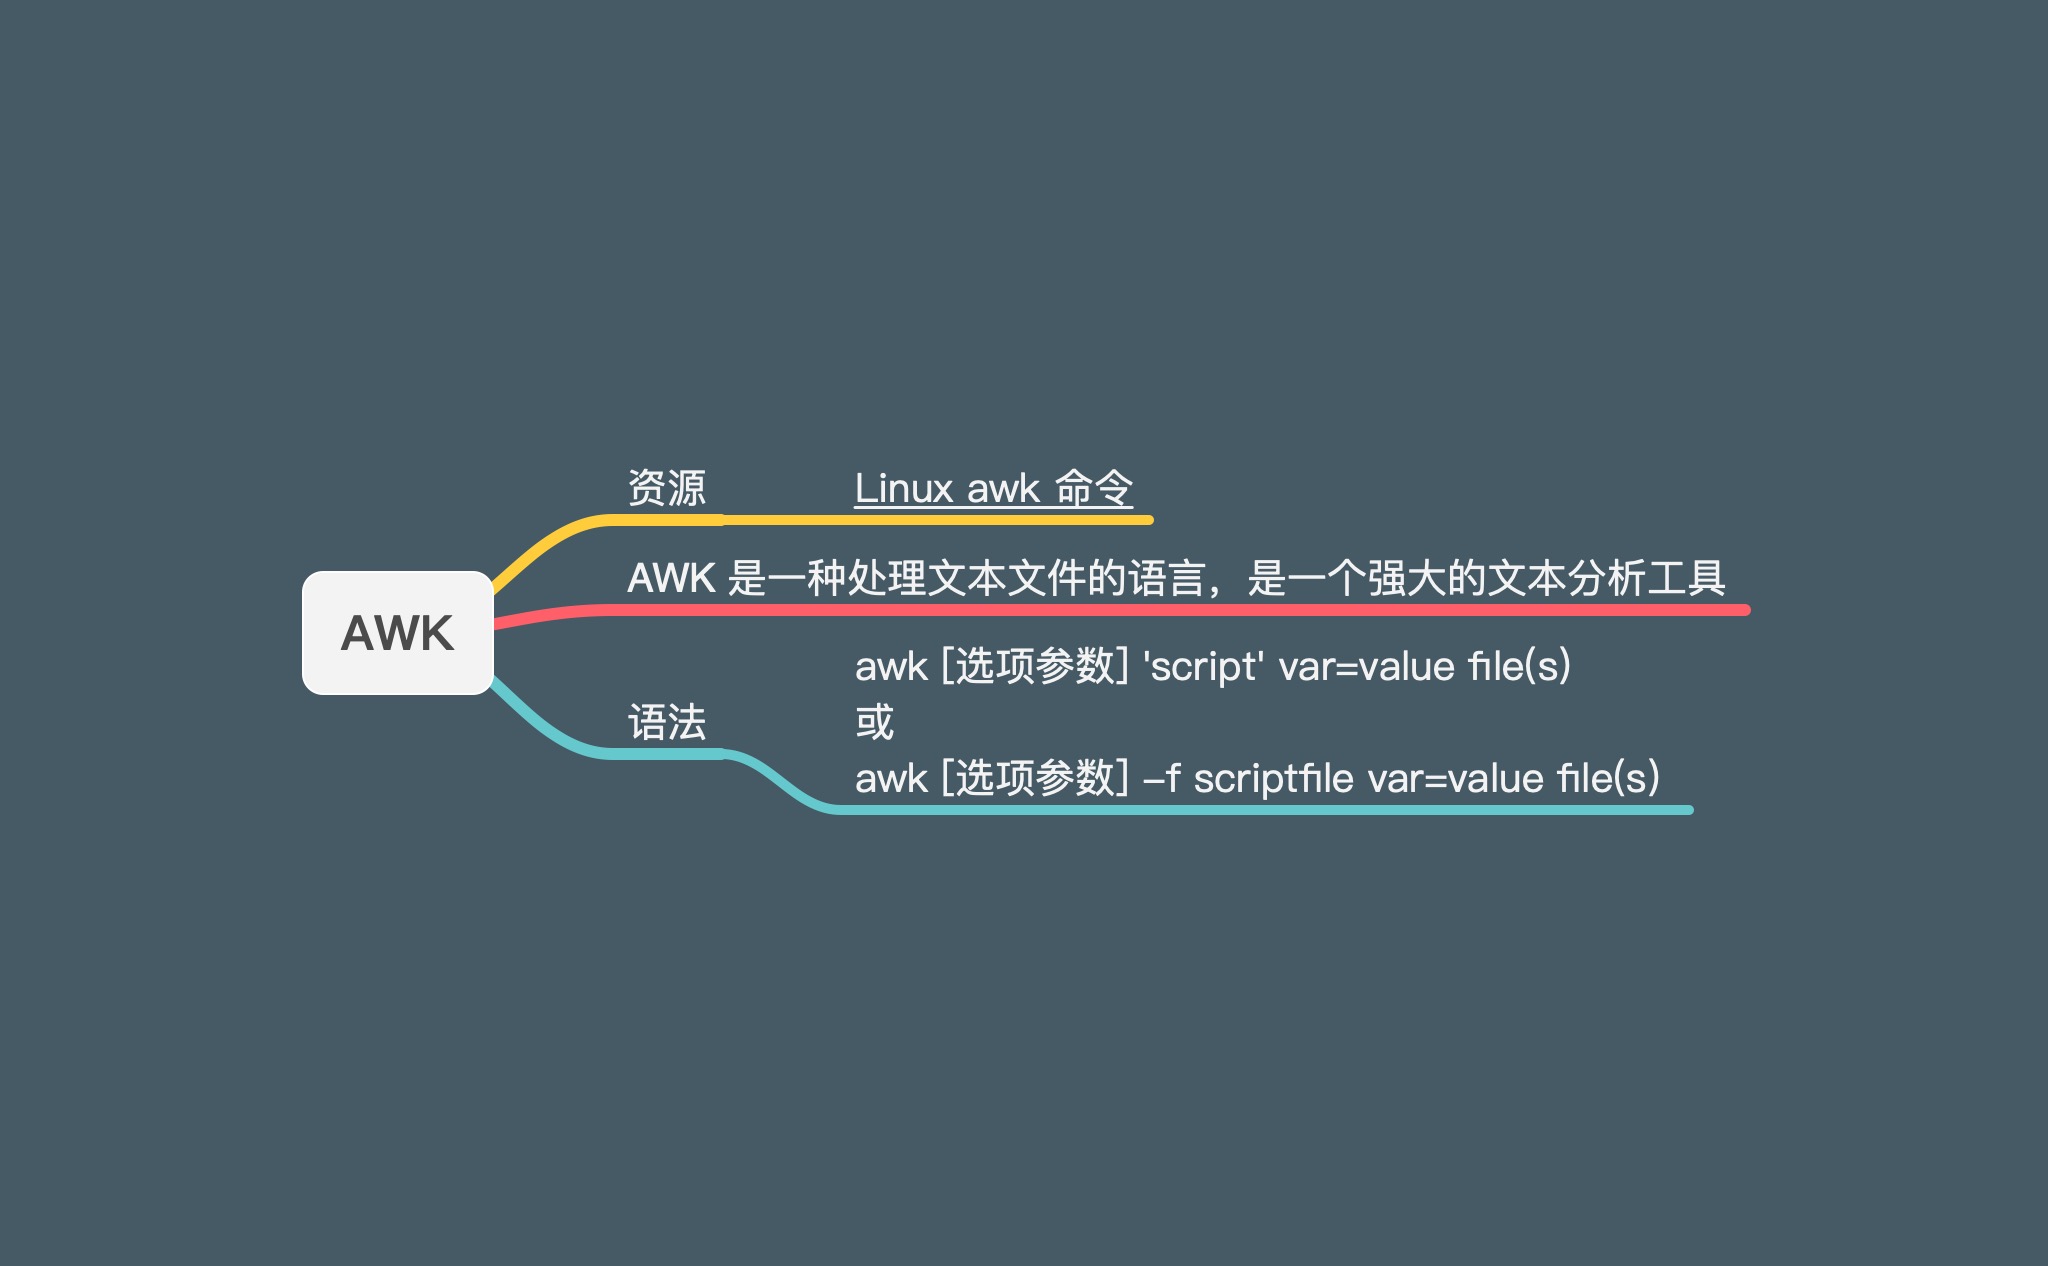 AWK
资源
Linux awk 命令
AWK 是一种处理文本文件的语言，是一个强大的文本分析工具
语法
awk [选项参数] 'script' var=value file(s)
或
awk [选项参数] -f scriptfile var=value file(s)